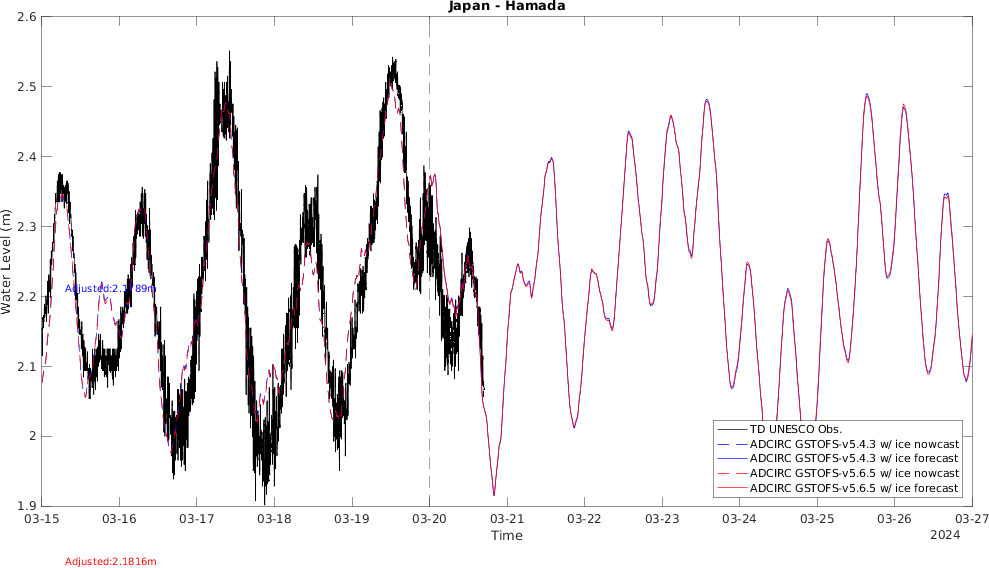 Japan - Hamada
2.6
2.5
2.4
2.3
2.2
2.1
2
1.9
Water Level (m)
Adjusted:2.1789m
TD UNESCO Obs.
ADCIRC GSTOFS-v5.4.3 w/ ice nowcast
ADCIRC GSTOFS-v5.4.3 w/ ice forecast
ADCIRC GSTOFS-v5.6.5 w/ ice nowcast
ADCIRC GSTOFS-v5.6.5 w/ ice forecast
03-15 03-16 03-17 03-18 03-19 03-20 03-21 03-22 03-23 03-24 03-25 03-26 03-27
Time
2024
Adjusted:2.1816m